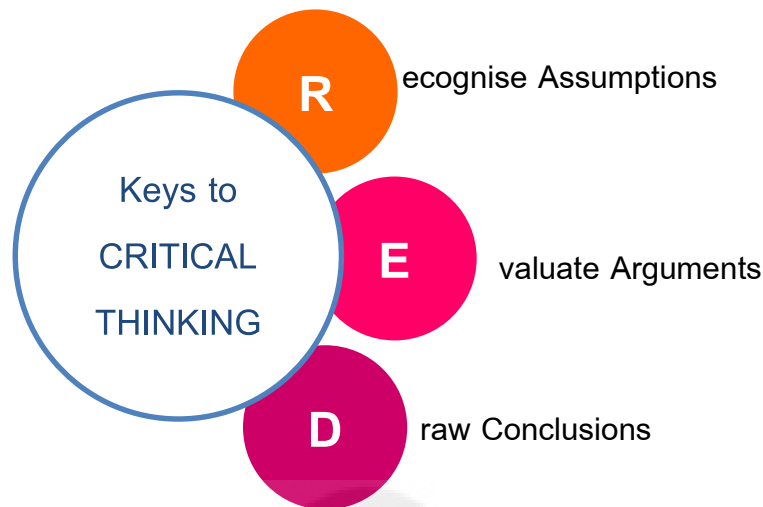 R ecognise Assumptions
Keys to
CRITICAL
THINKING
E valuate Arguments
D raw Conclusions